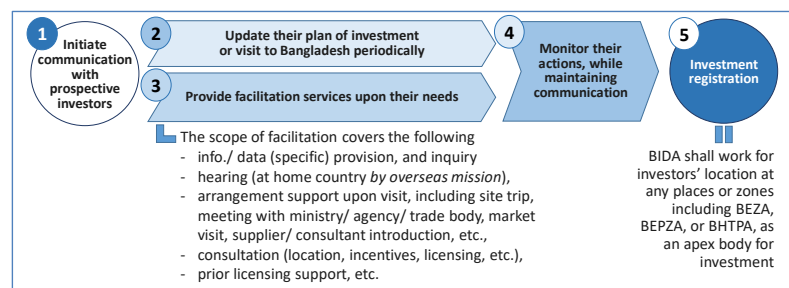 1
Initiate
communication
with
prospective
investors
2
Update their plan of investment
or visit to Bangladesh periodically
3
Provide facilitation services upon their needs
4
Monitor their
actions, while
maintaining
communication
5
Investment
registration
The scope of facilitation covers the following
- info./ data (specific) provision, and inquiry
- hearing (at home country by overseas mission),
- arrangement support upon visit, including site trip,
meeting with ministry/ agency/ trade body, market
visit, supplier/ consultant introduction, etc.,
- consultation (location, incentives, licensing, etc.),
- prior licensing support, etc.
BIDA shall work for
investors’ location at
any places or zones
including BEZA,
BEPZA, or BHTPA, as
an apex body for
investment